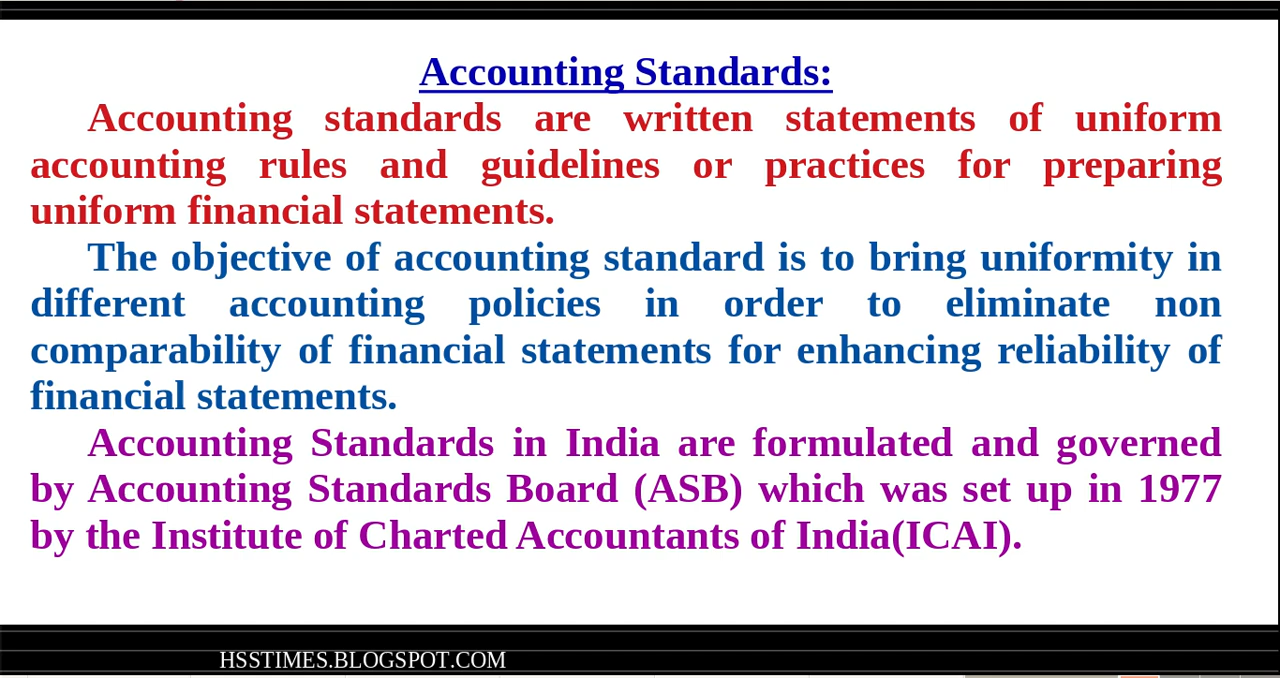 Accounting Standards:
Accounting standards are written statements of uniform
accounting rules and guidelines or practices for preparing
uniform financial statements.
The objective of accounting standard is to bring uniformity in
different accounting policies in order to eliminate non
comparability of financial statements for enhancing reliability of
financial statements.
Accounting Standards in India are formulated and governed
by Accounting Standards Board (ASB) which was set up in 1977
by the Institute of Charted Accountants of India(ICAI).
HSSTIMES.BLOGSPOT.COM